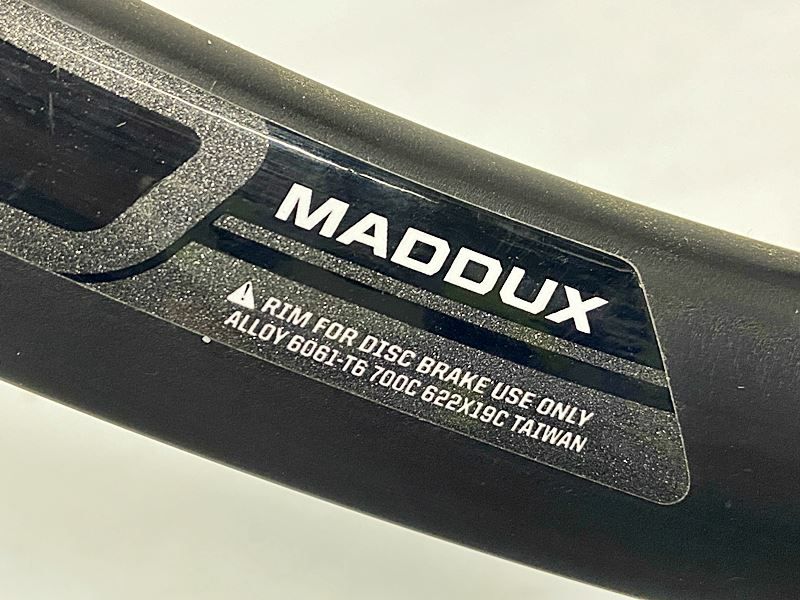 MADDUX
⚠ RIM FOR DISC BRAKE USE ONLY
ALLOY 6061-T6 700C 622X19C TAIWAN